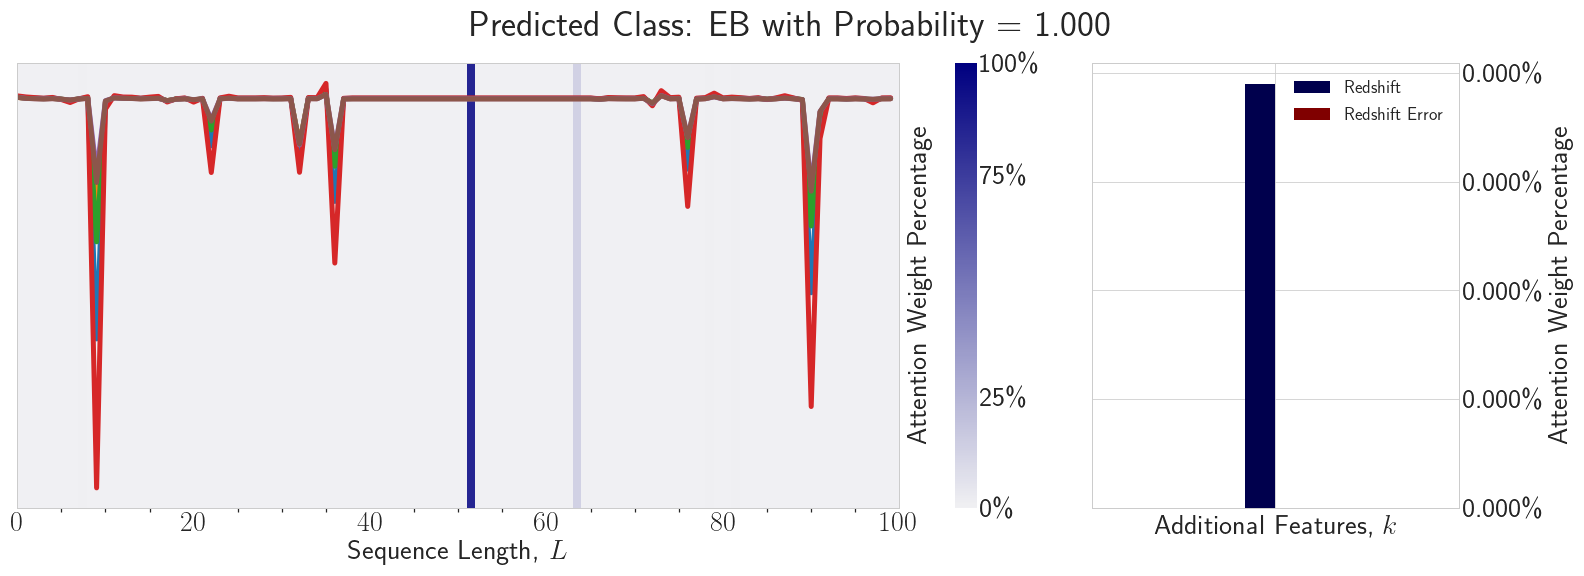 Predicted Class: EB with Probability = 1.000
0
20
40
60
80
100
Sequence Length, L
100%
75%
25%
0%
Attention Weight Percentage
Redshift
Redshift Error
0.000%
0.000%
0.000%
0.000%
0.000%
Attention Weight Percentage
Additional Features, k